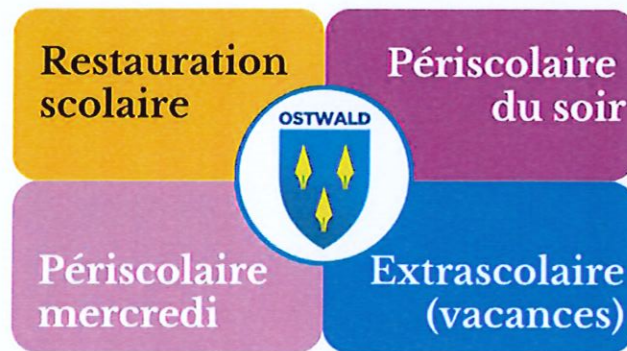 Restauration
scolaire
Périscolaire
du soir
OSTWALD
Périscolaire
mercredi
Extrascolaire
(vacances)